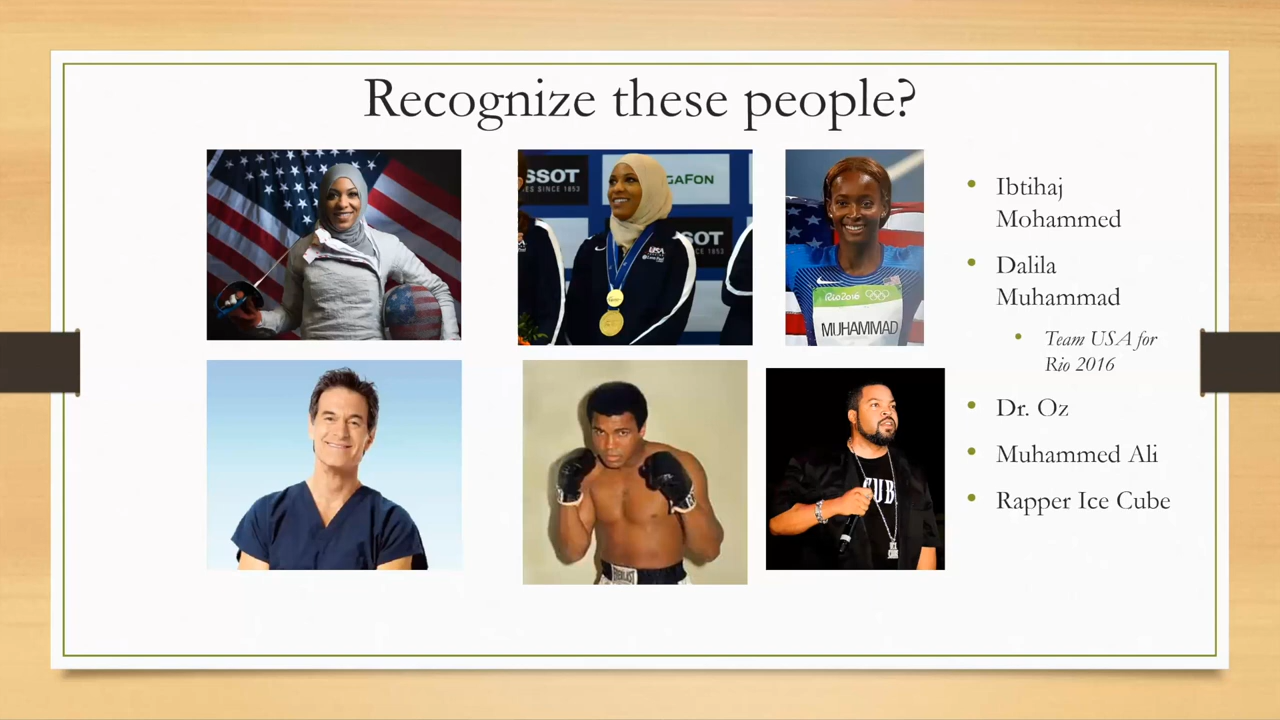 Recognize these people?
SSOT
ES SINCE 1853
GAFON
SOT
USA
Rio2016
MUHAMMAD
EVERLAST
CUB
Ibtihaj
Mohammed
Dalila
Muhammad
Team USA for
Rio 2016
Dr. Oz
Muhammed Ali
Rapper Ice Cube